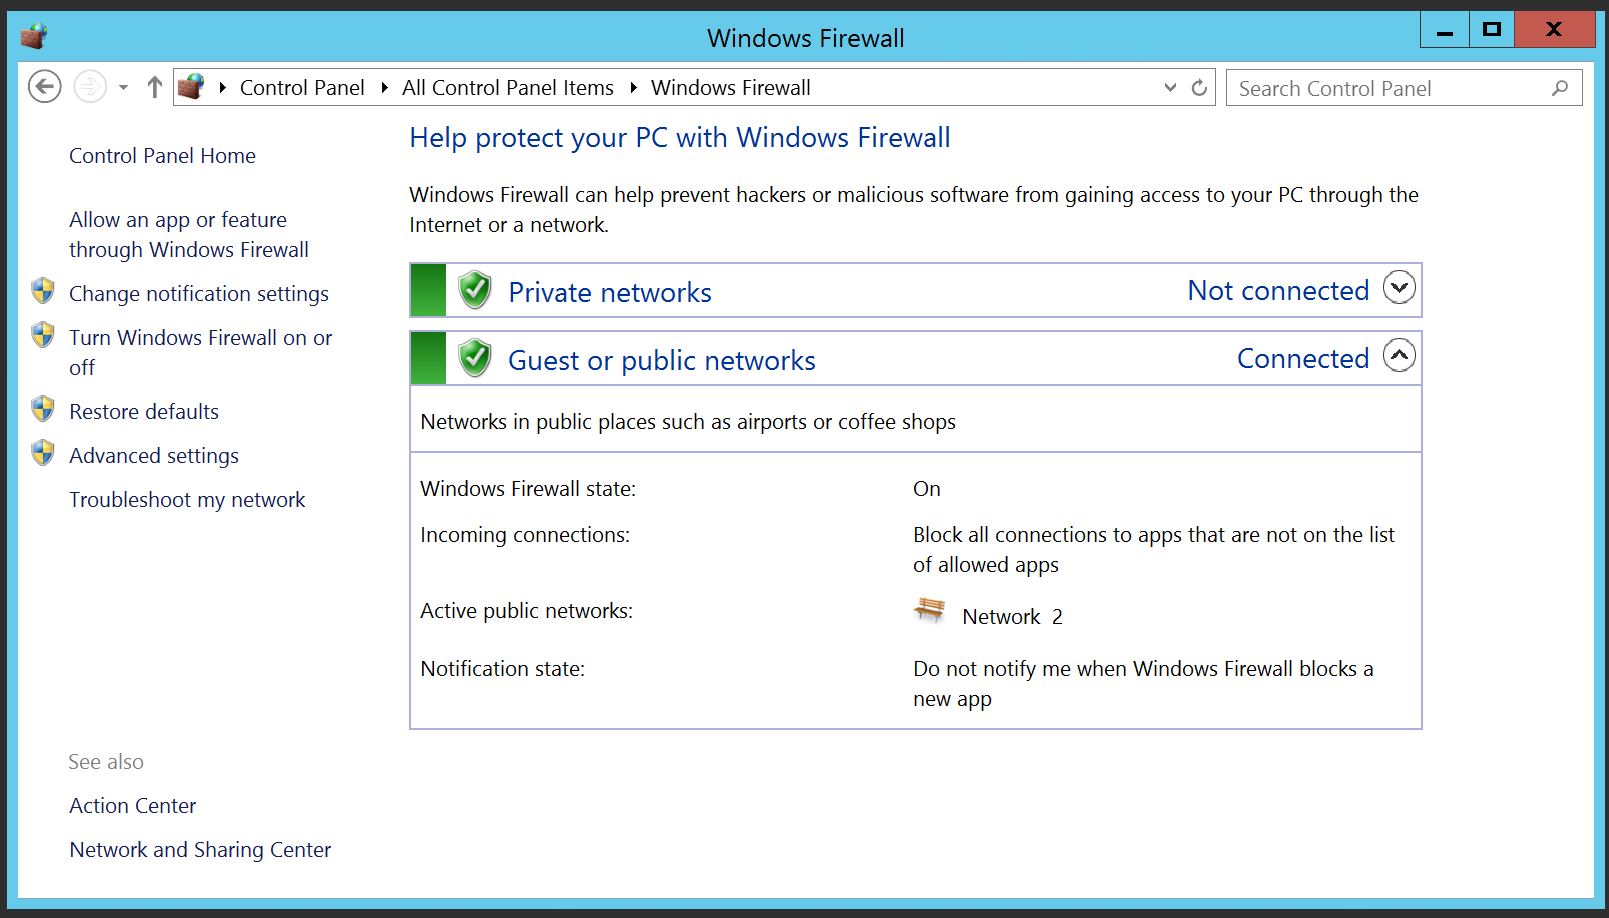 Windows Firewall
Control Panel
All Control Panel Items
Windows Firewall
Search Control Panel
Control Panel Home
Allow an app or feature
through Windows Firewall
Change notification settings
Turn Windows Firewall on or
off
Restore defaults
Advanced settings
Troubleshoot my network
See also
Action Center
Network and Sharing Center
Help protect your PC with Windows Firewall
Windows Firewall can help prevent hackers or malicious software from gaining access to your PC through the
Internet or a network.
Private networks
Not connected
Guest or public networks
Connected
Networks in public places such as airports or coffee shops
Windows Firewall state:
On
Incoming connections:
Block all connections to apps that are not on the list
of allowed apps
Active public networks:
Network 2
Notification state:
Do not notify me when Windows Firewall blocks a
new app